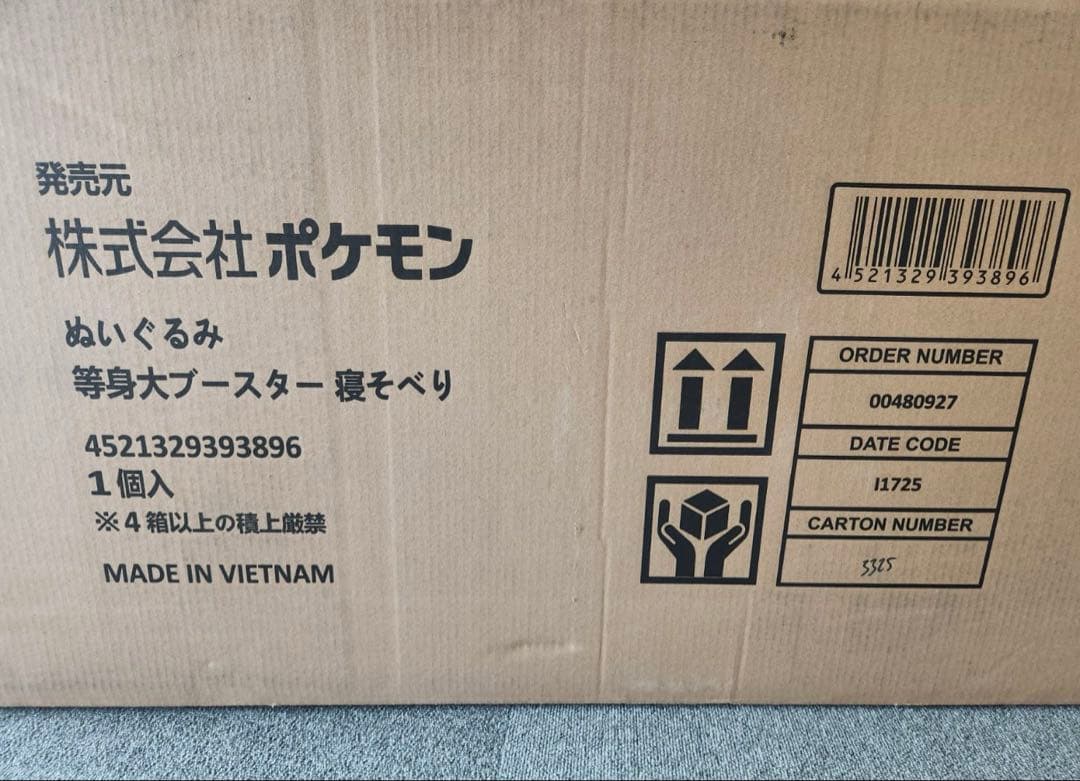 発売元
株式会社ポケモン
ぬいぐるみ
等身大ブースター 寝そべり
4521329393896
1個入
※4箱以上の積上厳禁
MADE IN VIETNAM
4521329393896
ORDER NUMBER
00480927
DATE CODE
I1725
CARTON NUMBER
3325